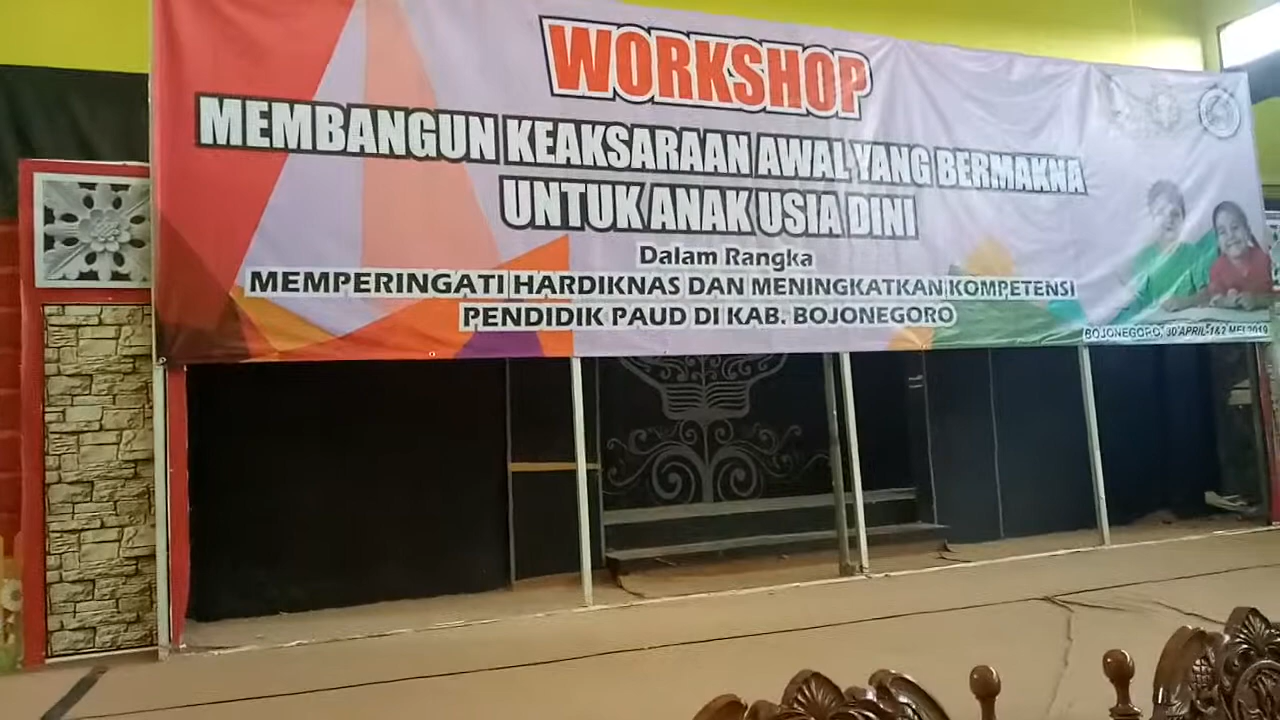 WORKSHOP
MEMBANGUN KEAKSARAAN AWAL YANG BERMAKNA
UNTUK ANAK USIA DINI
Dalam Rangka
MEMPERINGATI HARDIKNAS DAN MENINGKATKAN KOMPETENSI
PENDIDIK PAUD DI KAB. BOJONEGORO
BOJONEGORO, 30 APRIL-1&2 MEI 2019